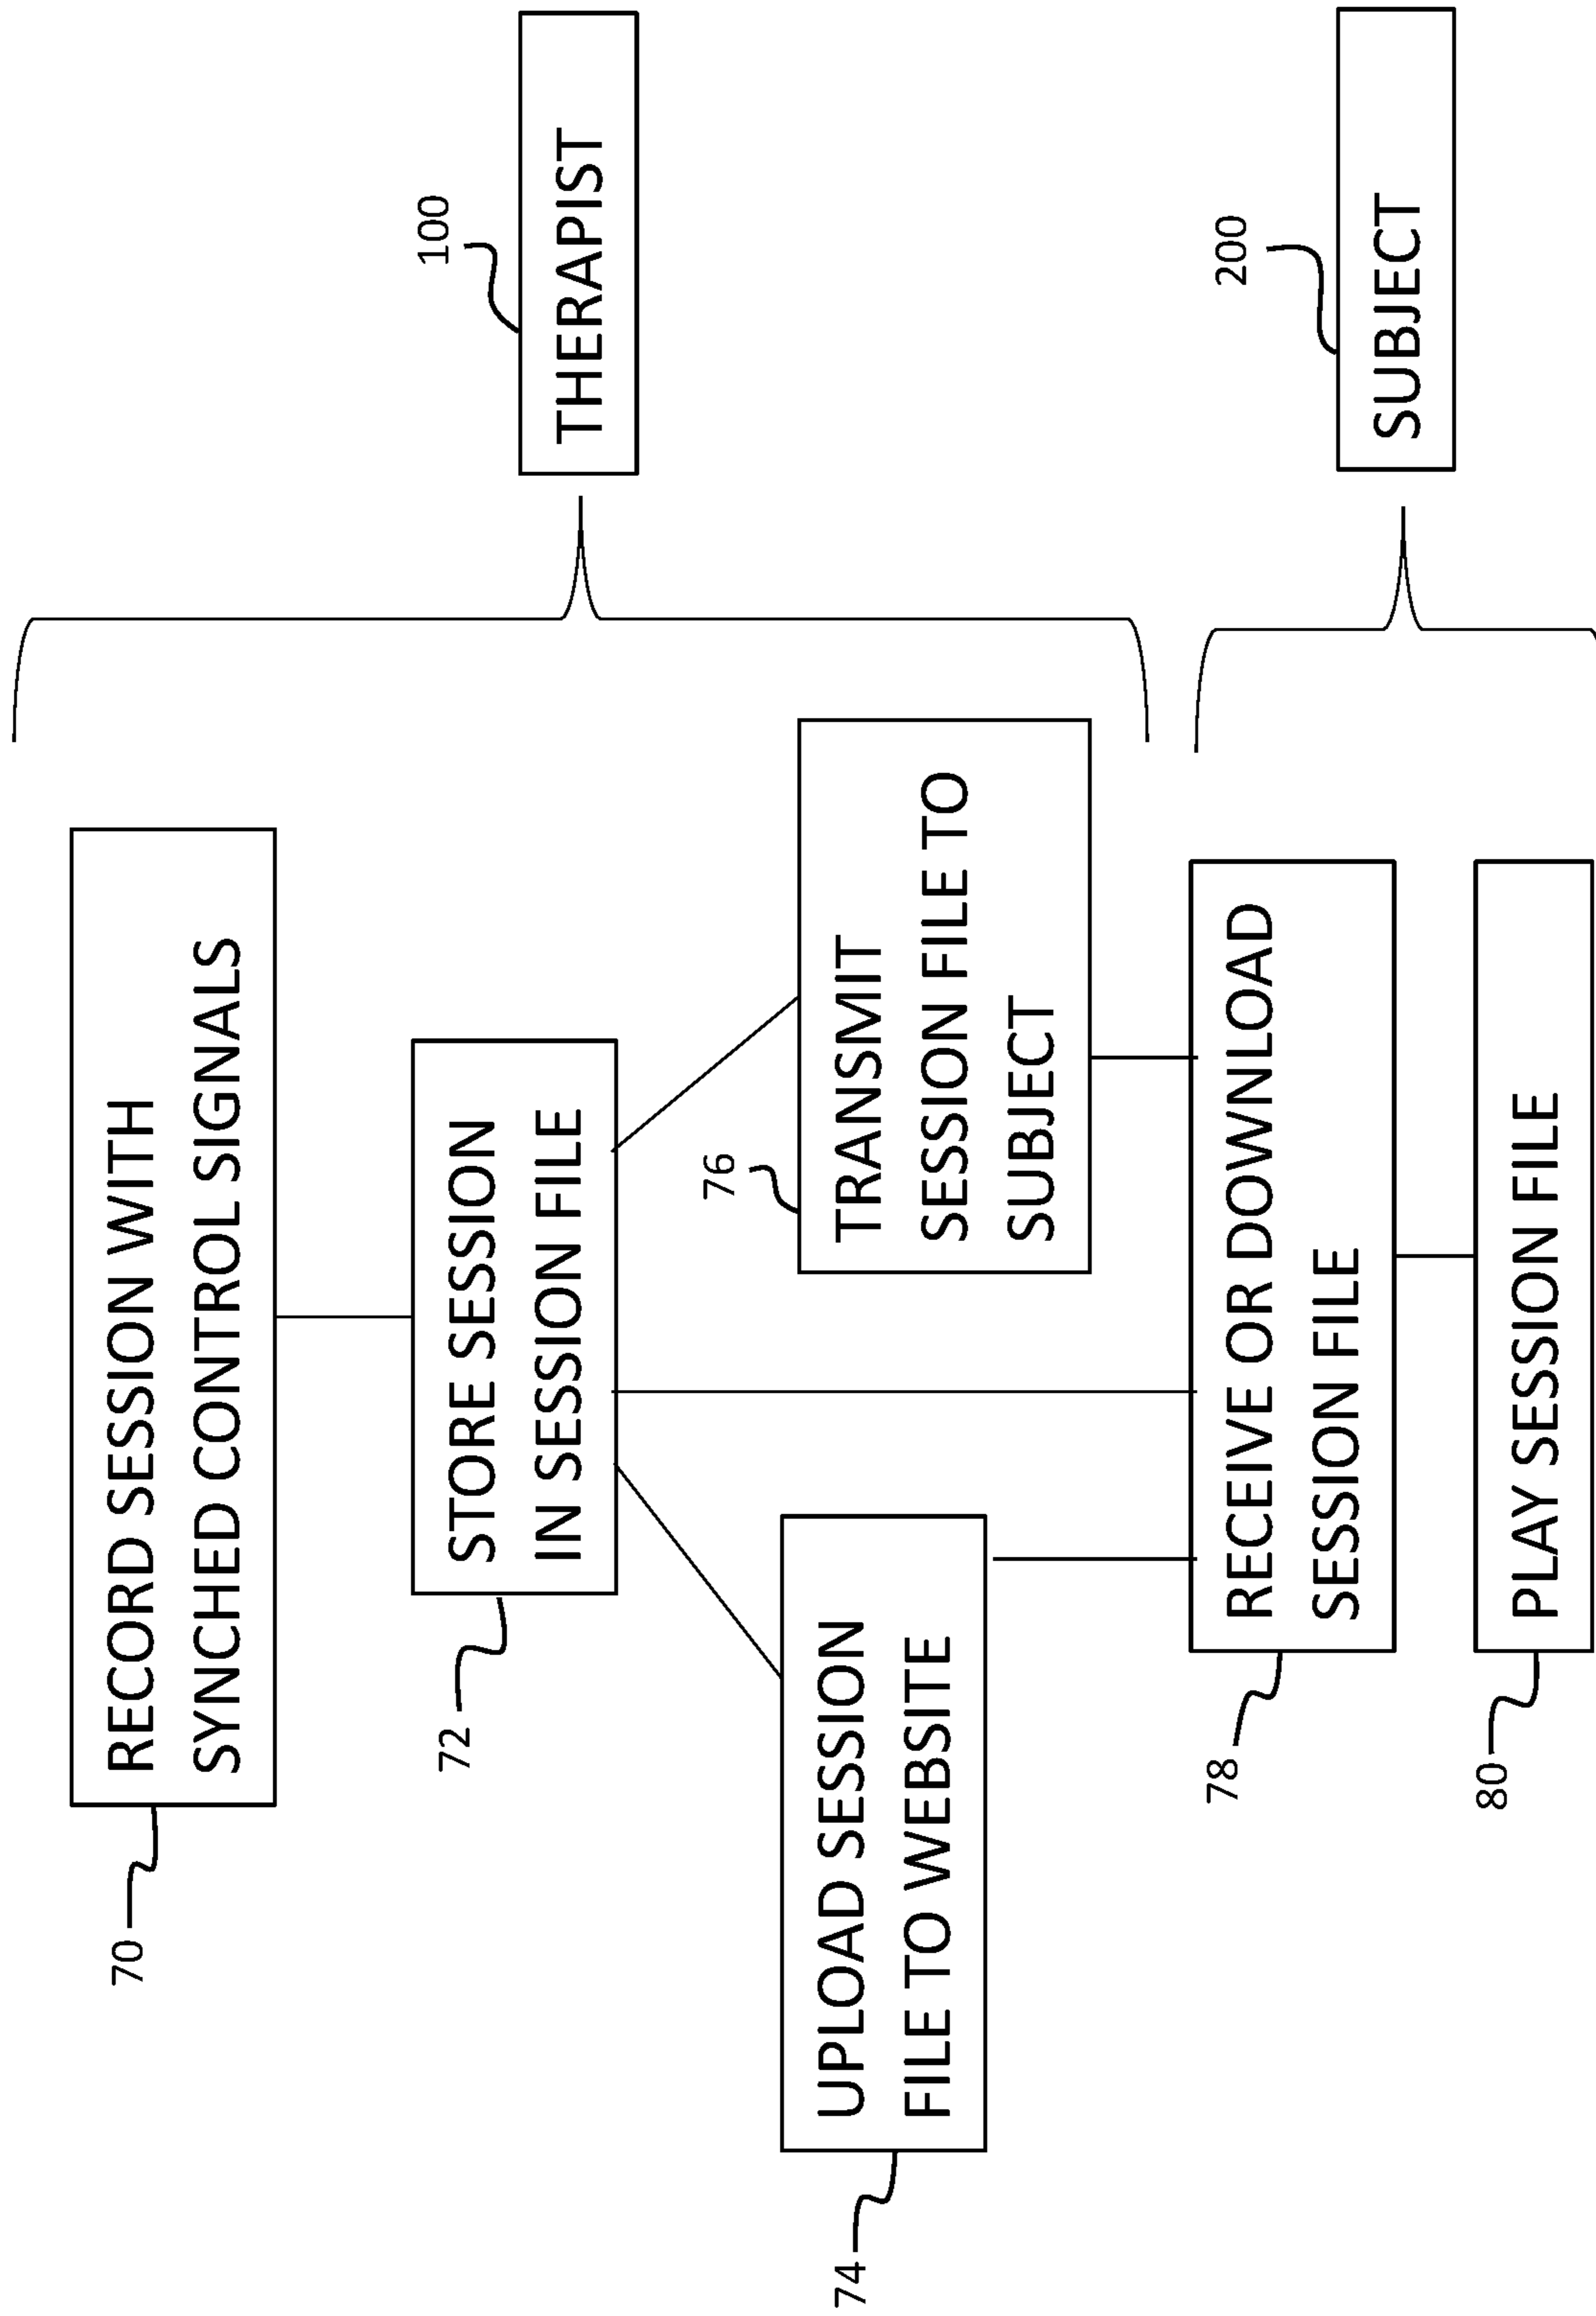 70
RECORD SESSION WITH
SYNCHED CONTROL SIGNALS
100
THERAPIST
72
STORE SESSION
IN SESSION FILE
74
UPLOAD SESSION
FILE TO WEBSITE
76
TRANSMIT
SESSION FILE TO
SUBJECT
78
RECEIVE OR DOWNLOAD
SESSION FILE
200
SUBJECT
80
PLAY SESSION FILE